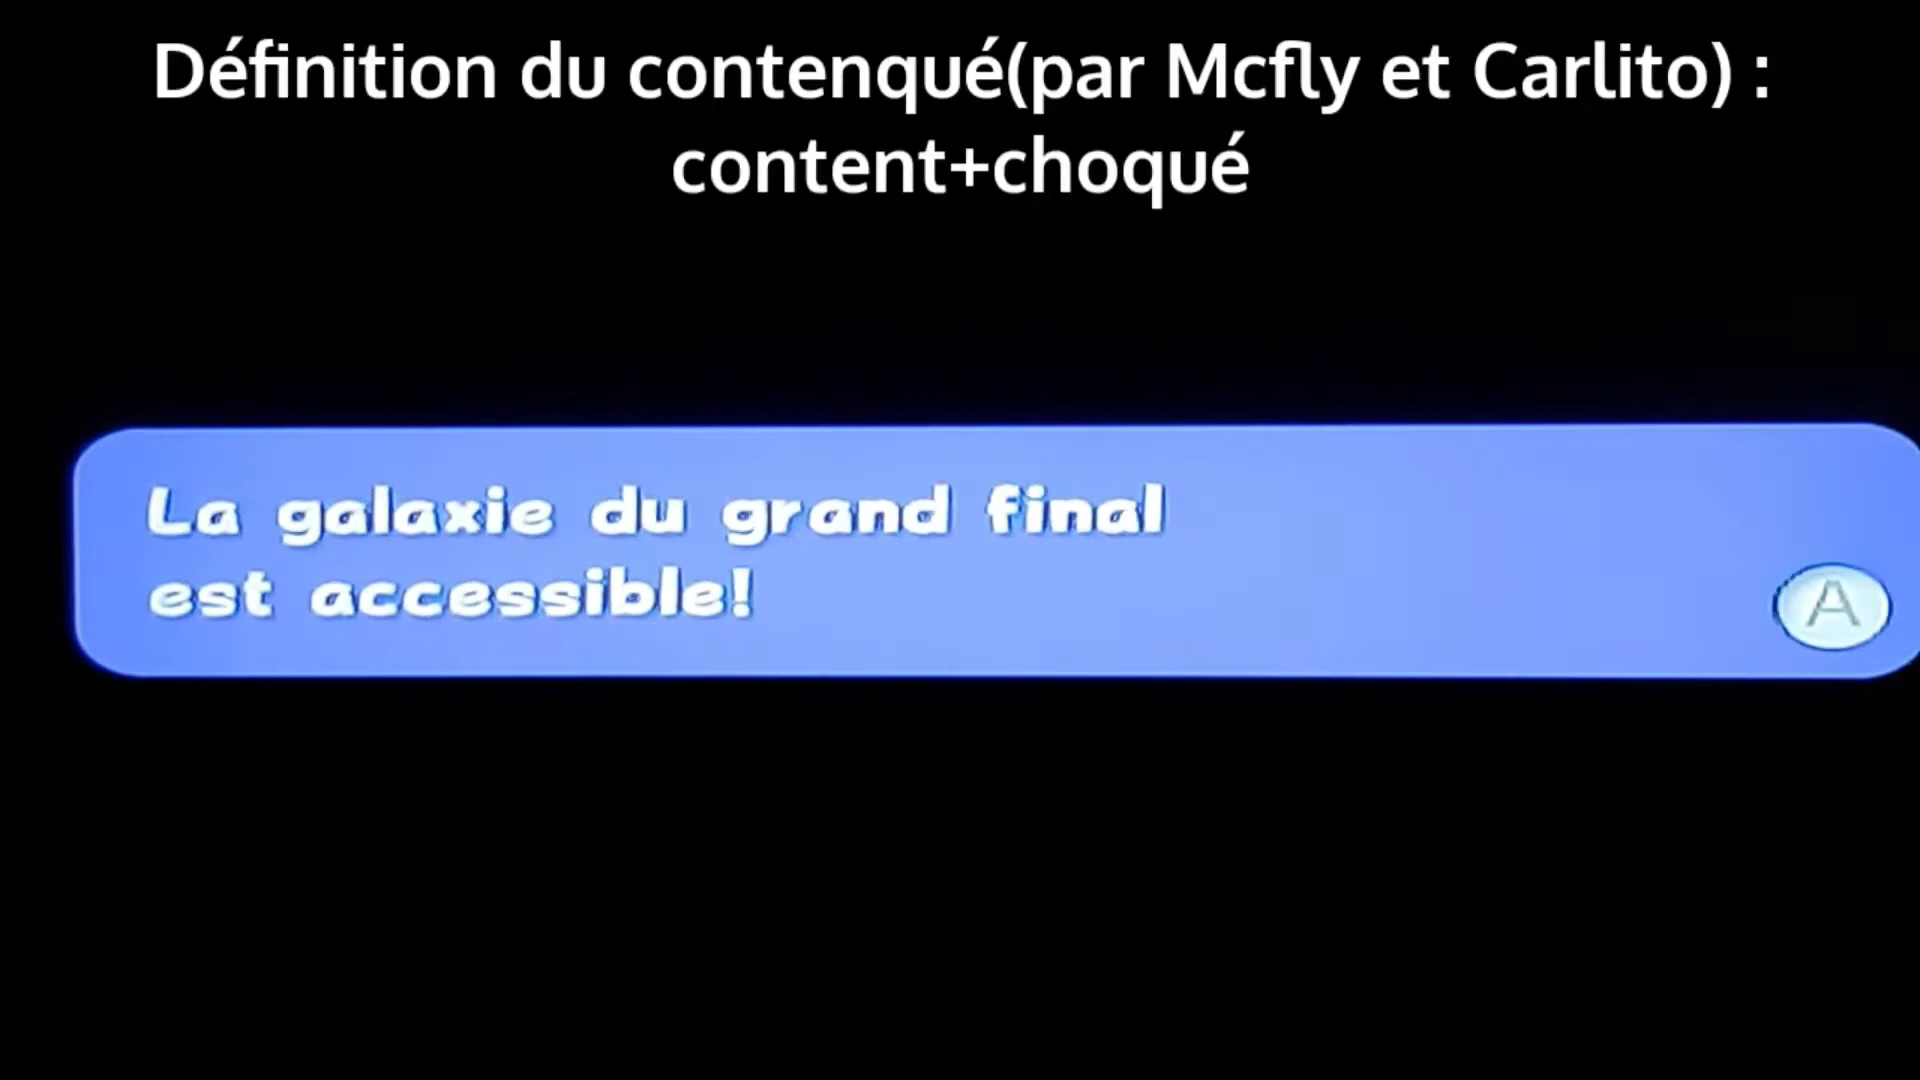 Définition du contenqué(par Mcfly et Carlito) :
content+choqué
La galaxie du grand final
est accessible!
A